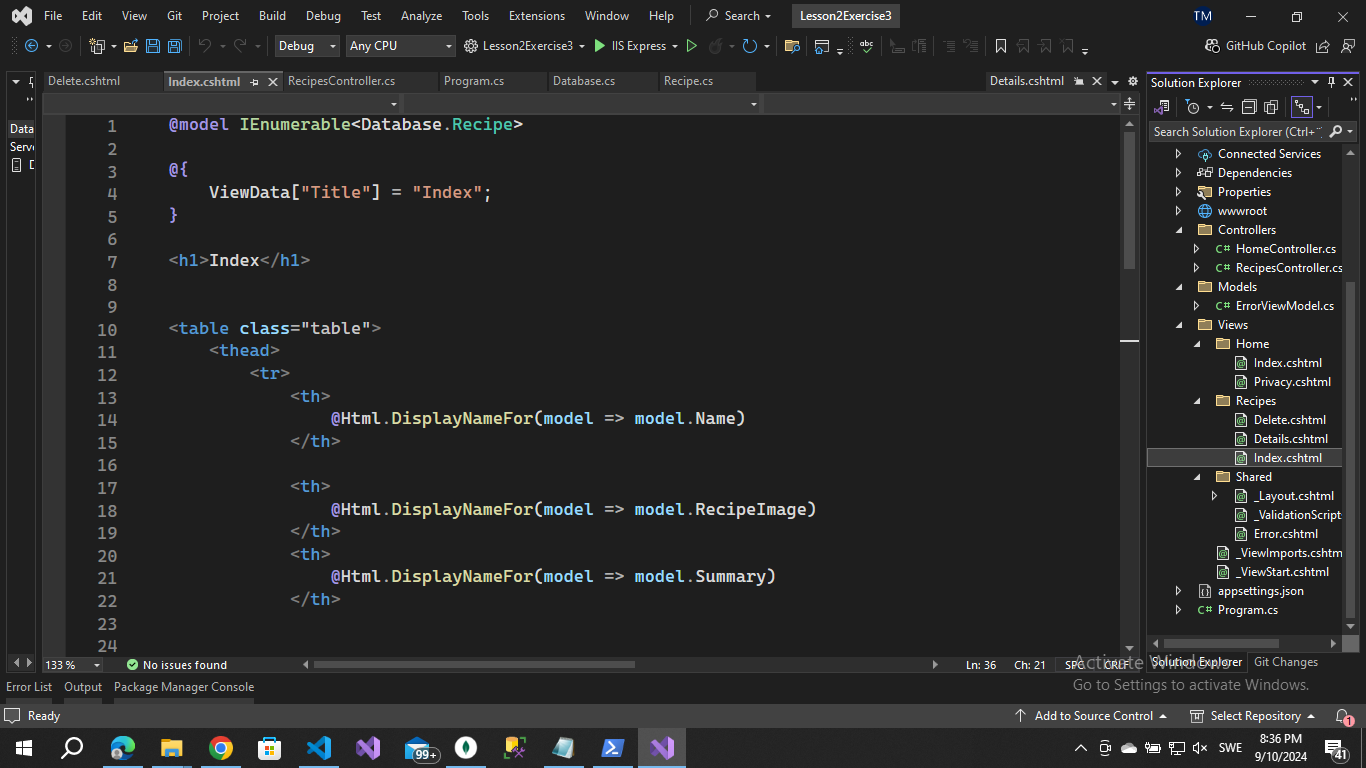 File Edit View Git Project Build Debug Test Analyze Tools Extensions Window Help Search Lesson2Exercise3 TM
Debug Any CPU Lesson2Exercise3 IIS Express abc GitHub Copilot
Delete.cshtml Index.cshtml RecipesController.cs Program.cs Database.cs Recipe.cs Details.cshtml
Solution Explorer
Data
Serve
Search Solution Explorer (Ctrl+
1 @model IEnumerable<Database.Recipe>
2
3 @{
4 ViewData["Title"] = "Index";
5 }
6
7 <h1>Index</h1>
8
9
10 <table class="table">
11 <thead>
12 <tr>
13 <th>
14 @Html.DisplayNameFor(model => model.Name)
15 </th>
16
17 <th>
18 @Html.DisplayNameFor(model => model.RecipeImage)
19 </th>
20 <th>
21 @Html.DisplayNameFor(model => model.Summary)
22 </th>
23
24
Connected Services
Dependencies
Properties
wwwroot
Controllers
C# HomeController.cs
C# RecipesController.cs
Models
C# ErrorViewModel.cs
Views
Home
Index.cshtml
Privacy.cshtml
Recipes
Delete.cshtml
Details.cshtml
Index.cshtml
Shared
_Layout.cshtml
_ValidationScript
Error.cshtml
_ViewImports.cshtm
_ViewStart.cshtml
appsettings.json
C# Program.cs
133 % No issues found Ln: 36 Ch: 21 SPC CRLF
Solution Explorer Git Changes
Activate Windows
Go to Settings to activate Windows.
Error List Output Package Manager Console
Ready Add to Source Control Select Repository 1
99+ SWE 8:36 PM
9/10/2024 41